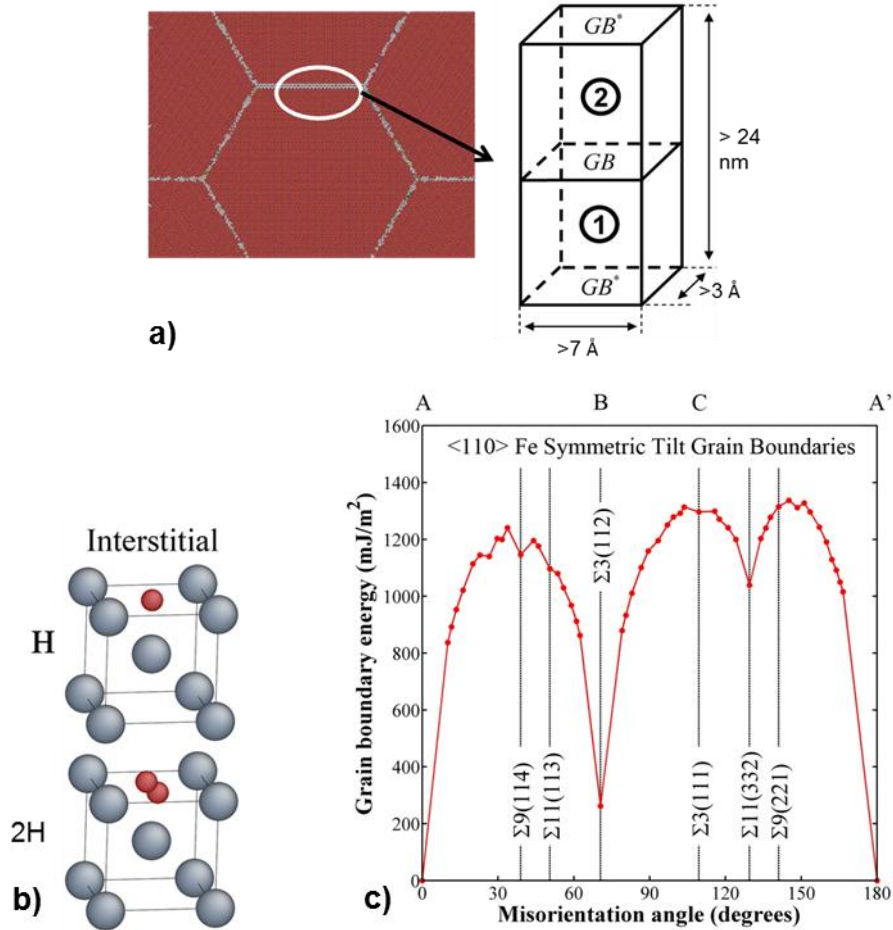 GB*
2
> 24
nm
GB
1
GB*
>3 Å
>7 Å
a)
Interstitial
H
2H
b)
A B C A'
<110> Fe Symmetric Tilt Grain Boundaries
Grain boundary energy (mJ/m²)
1600
1400
1200
1000
800
600
400
200
0
Σ9(114)
Σ11(113)
Σ3(112)
Σ3(111)
Σ11(332)
Σ9(221)
0 30 60 90 120 150 180
Misorientation angle (degrees)
c)